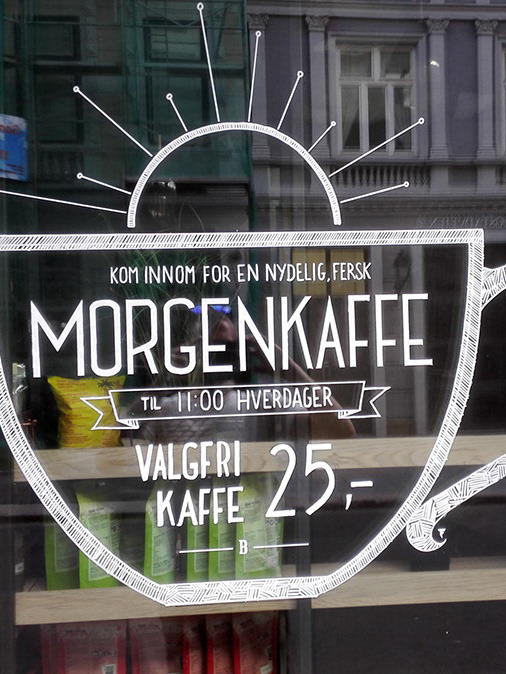 KOM INNOM FOR EN NYDELIG, FERSK
MORGENKAFFE
TIL 11:00 HVERDAGER
VALGFRI
KAFFE 25,-
B